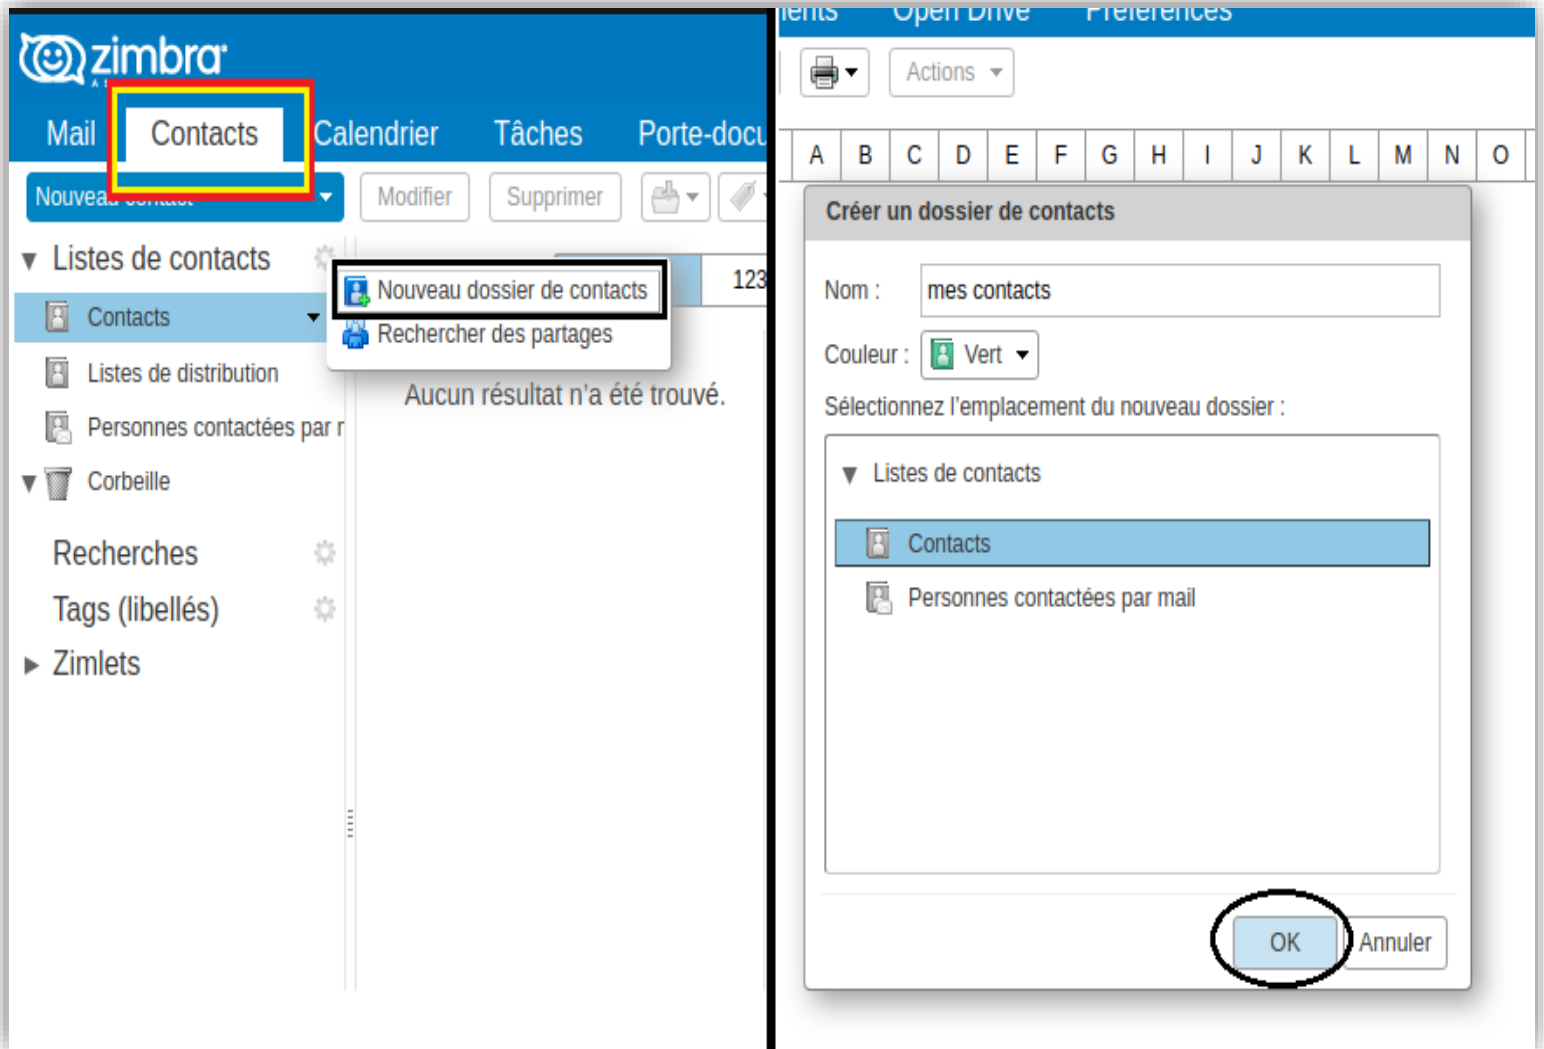 zimbra
Mail Contacts Calendrier Tâches Porte-docu
Nouveau contact Modifier Supprimer
Listes de contacts
Nouveau dossier de contacts 123
Contacts
Rechercher des partages
Listes de distribution
Aucun résultat n'a été trouvé.
Personnes contactées par
Corbeille
Recherches
Tags (libellés)
Zimlets
Open Drive Préférences
Actions
A B C D E F G H I J K L M N O
Créer un dossier de contacts
Nom : mes contacts
Couleur : Vert
Sélectionnez l'emplacement du nouveau dossier :
Listes de contacts
Contacts
Personnes contactées par mail
OK Annuler